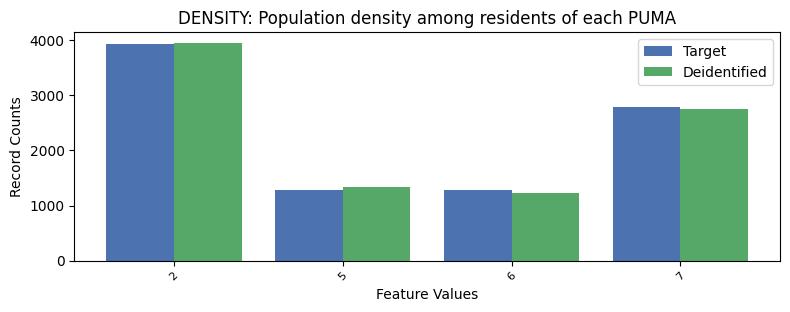 DENSITY: Population density among residents of each PUMA
Target
Deidentified
Record Counts
4000
3000
2000
1000
0
2
5
6
7
Feature Values